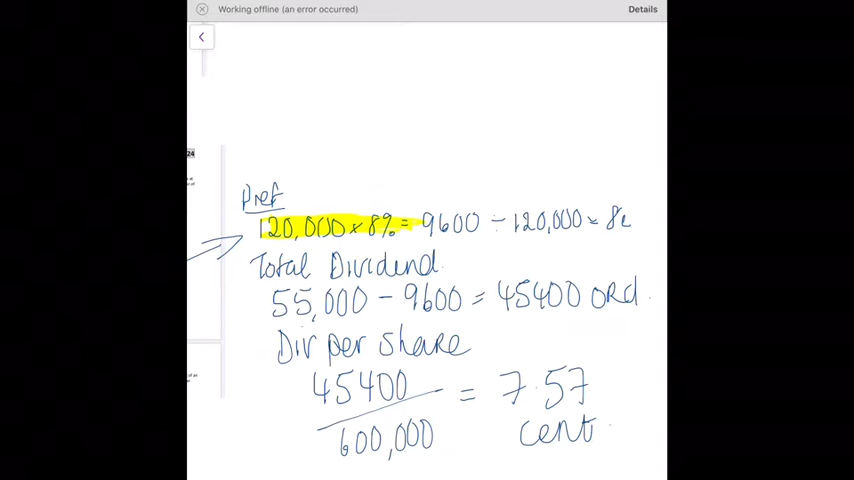 Working offline (an error occurred)
Details
24
Pref
120,000 × 8% = 9600 ÷ 120,000 × 8c
Total Dividend
55,000 - 9600 = 45400 ORd.
Div per share
45400 = 7.57
600,000 cent